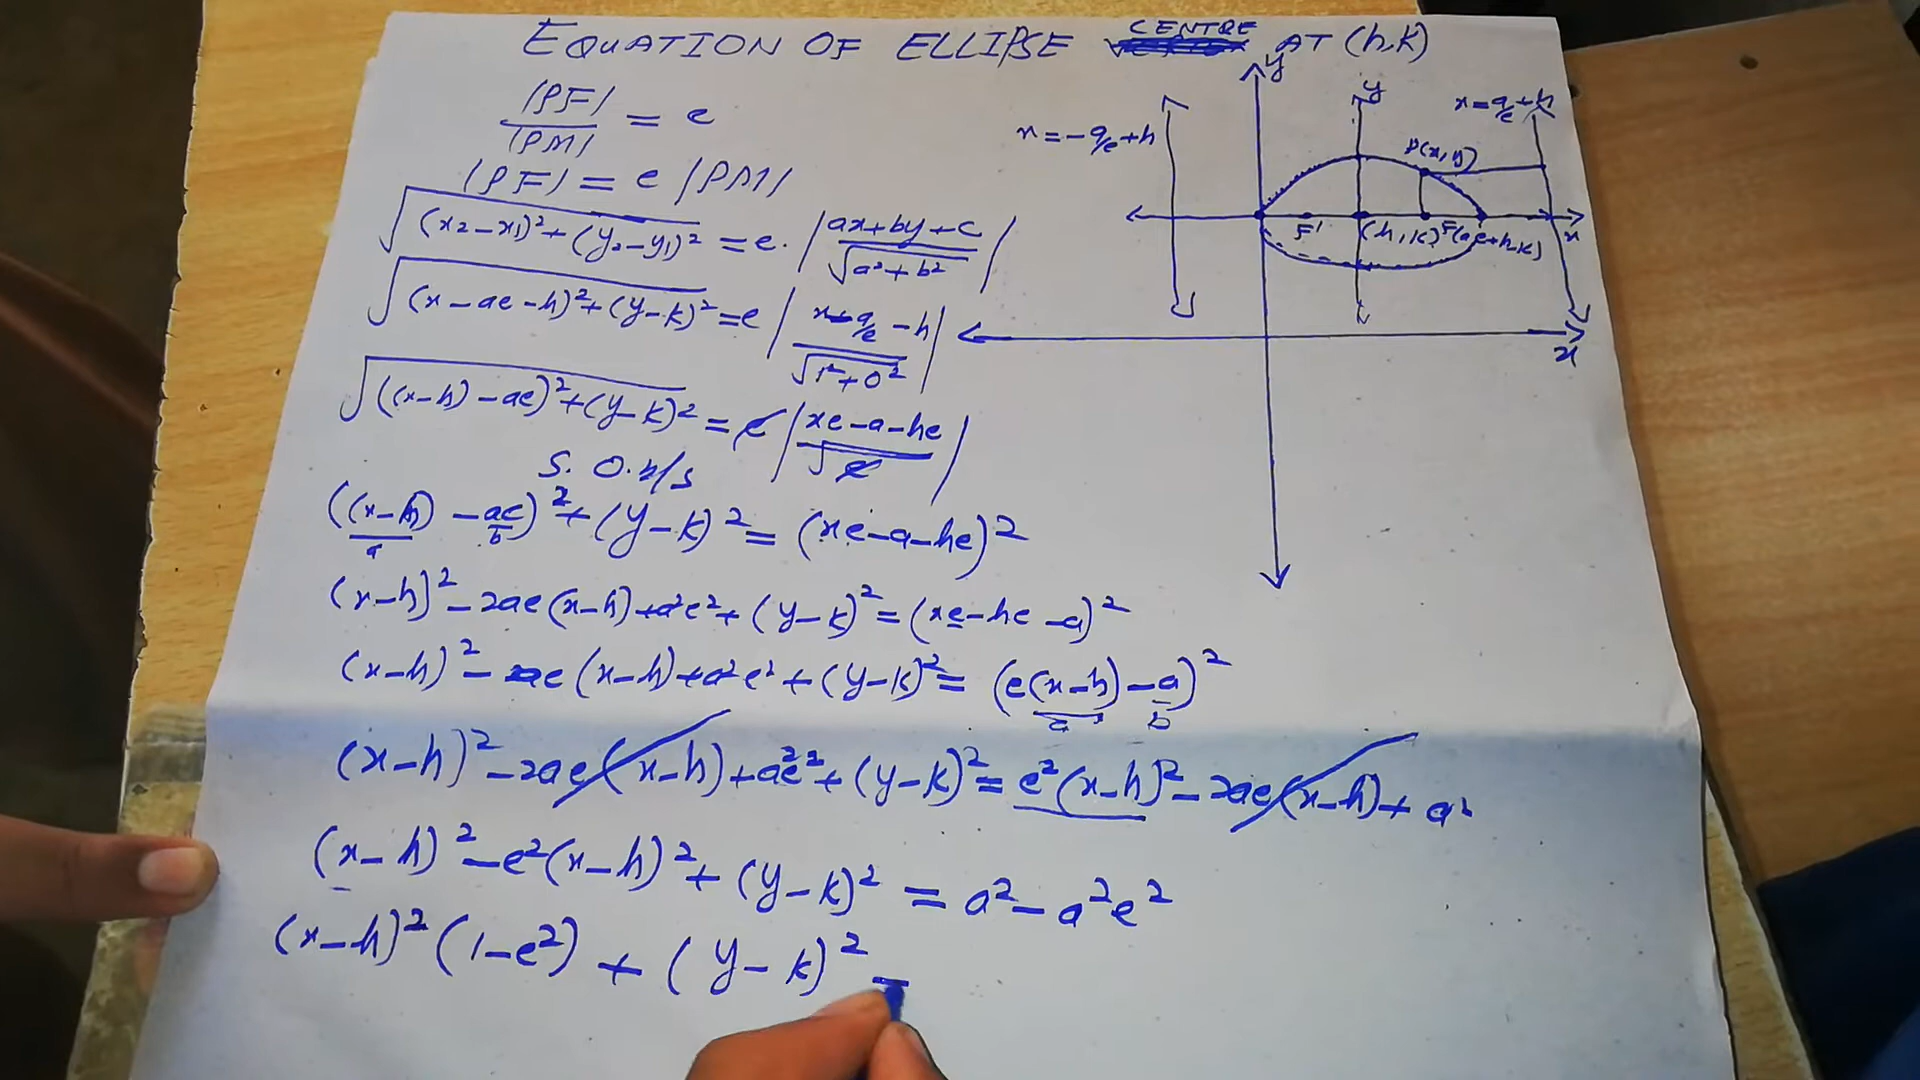 EQUATION OF ELLIPSE CENTRE AT (h,k)
|PF| / |PM| = e
|PF| = e |PM|
√((x₂-x₁)²+(y₂-y₁)²) = e. |ax+by+c / √(a²+b²)|
√((x-ae-h)²+(y-k)²) = e |x-a/e-h / √(1²+0²)|
√(((x-h)-ae)²+(y-k)²) = e |xe-a-he / √e|
S. O. b/s
((x-h)-ae)²+(y-k)² = (xe-a-he)²
a b
(x-h)²-2ae(x-h)+a²e²+(y-k)² = (xe-he-a)²
(x-h)²-2ae(x-h)+a²e²+(y-k)² = (e(x-h)-a)²
a b
(x-h)²-2ae(x-h)+a²e²+(y-k)² = e²(x-h)²-2ae(x-h)+a²
(x-h)²-e²(x-h)²+(y-k)² = a²-a²e²
(x-h)²(1-e²)+(y-k)² =
y
y
x=a/e+h
x=-a/e+h
P(x,y)
F'
(h,k)
F(ae+h,k)
x
x